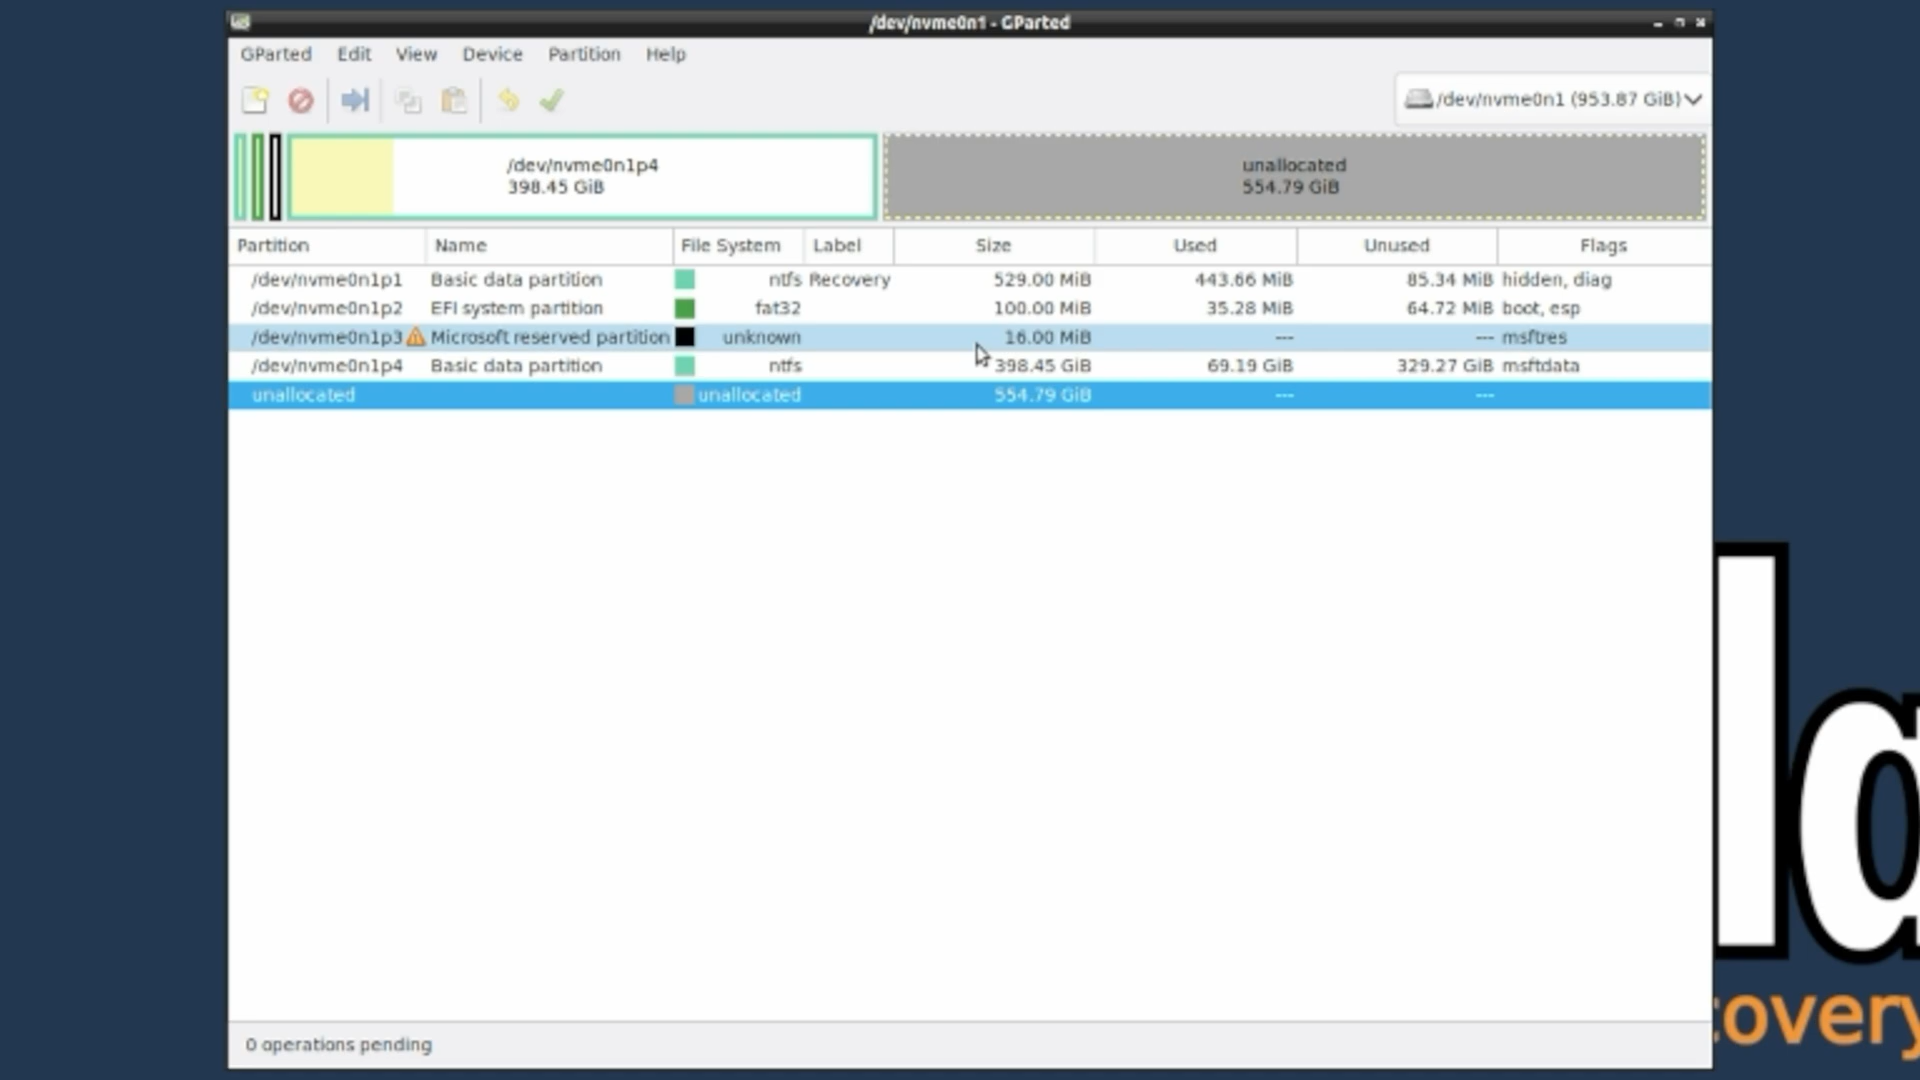 /dev/nvme0n1 - GParted
GParted Edit View Device Partition Help
/dev/nvme0n1 (953.87 GiB)
/dev/nvme0n1p4
398.45 GiB
unallocated
554.79 GiB
Partition Name File System Label Size Used Unused Flags
/dev/nvme0n1p1 Basic data partition ntfs Recovery 529.00 MiB 443.66 MiB 85.34 MiB hidden, diag
/dev/nvme0n1p2 EFI system partition fat32 100.00 MiB 35.28 MiB 64.72 MiB boot, esp
/dev/nvme0n1p3 Microsoft reserved partition unknown 16.00 MiB --- --- msftres
/dev/nvme0n1p4 Basic data partition ntfs 398.45 GiB 69.19 GiB 329.27 GiB msftdata
unallocated unallocated 554.79 GiB --- ---
0 operations pending